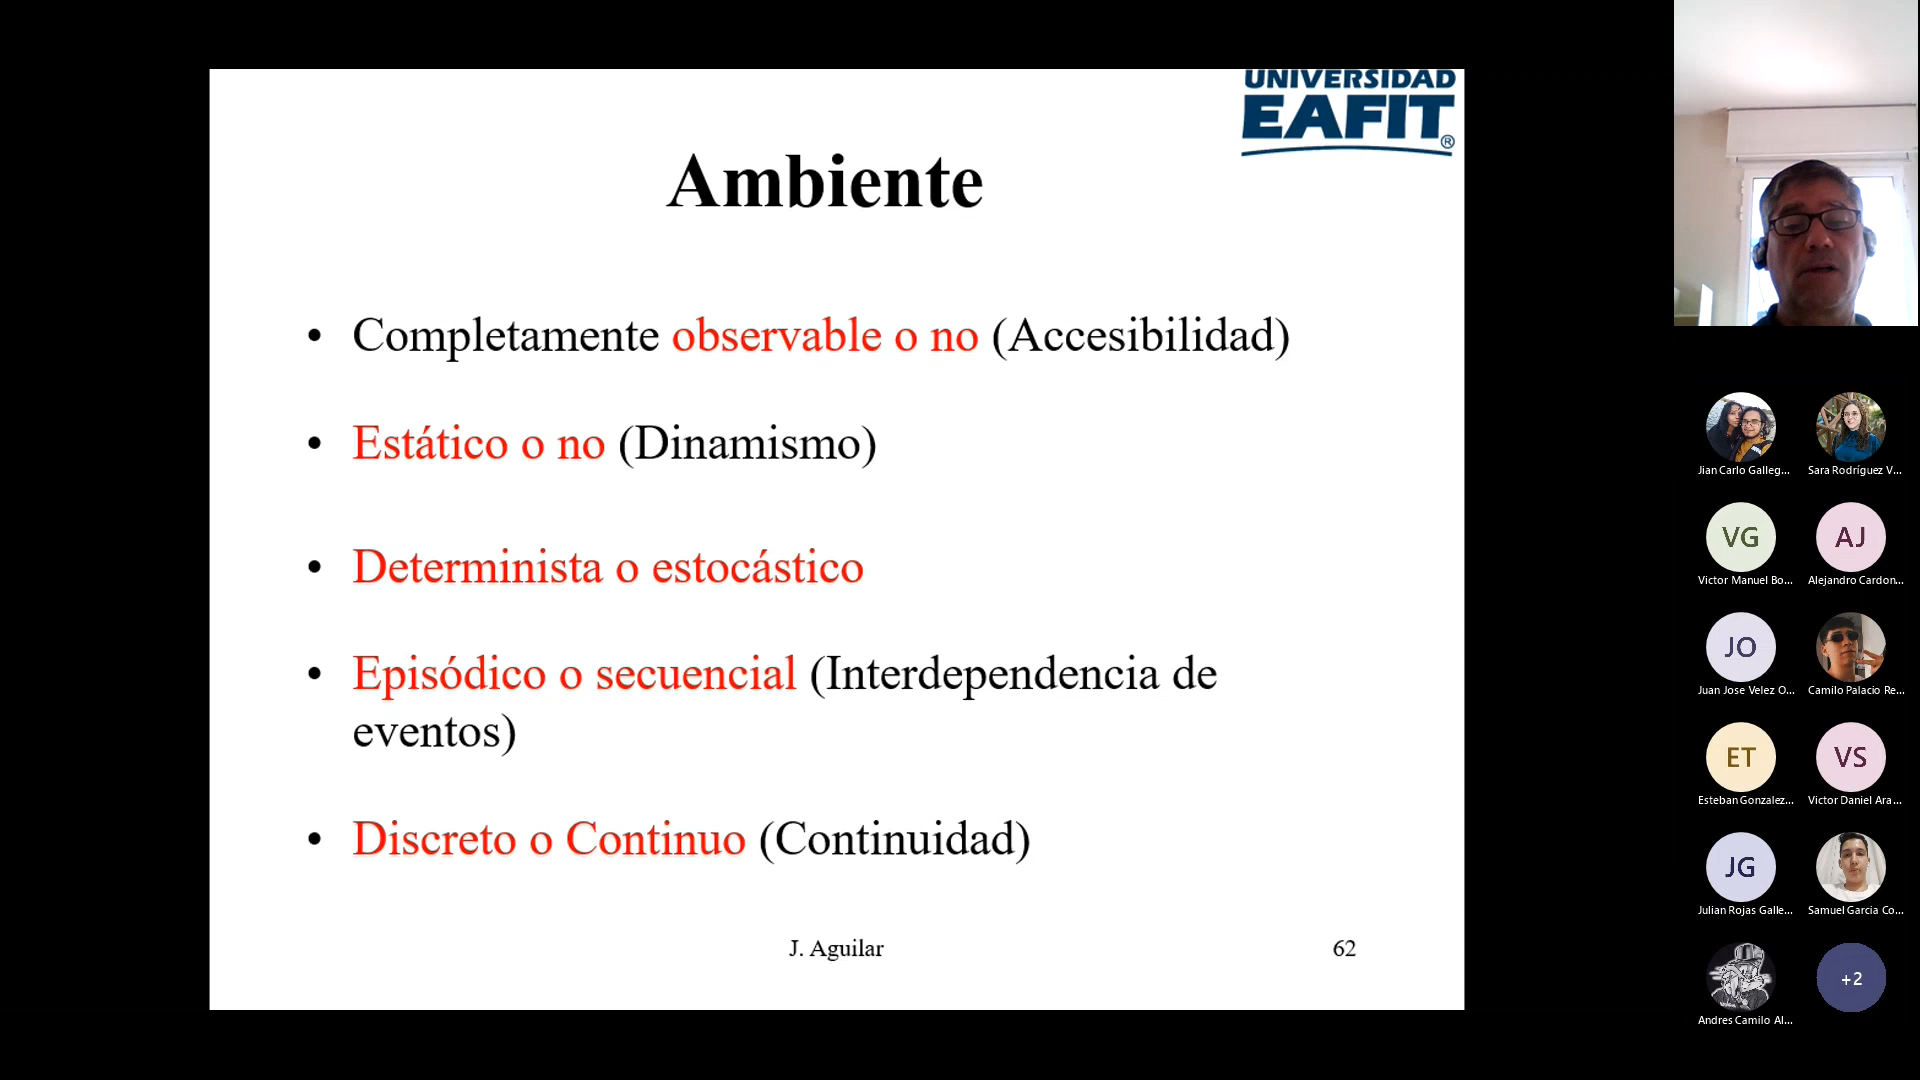 UNIVERSIDAD
EAFIT®
Ambiente
• Completamente observable o no (Accesibilidad)
• Estático o no (Dinamismo)
• Determinista o estocástico
• Episódico o secuencial (Interdependencia de
eventos)
• Discreto o Continuo (Continuidad)
J. Aguilar
62
Jian Carlo Galleg...
Sara Rodríguez V...
VG
AJ
Victor Manuel Bo...
Alejandro Cardon...
JO
Juan Jose Velez O...
Camilo Palacio Re...
ET
VS
Esteban Gonzalez...
Victor Daniel Ara...
JG
Julian Rojas Galle...
Samuel Garcia Co...
+2
Andres Camilo Al...